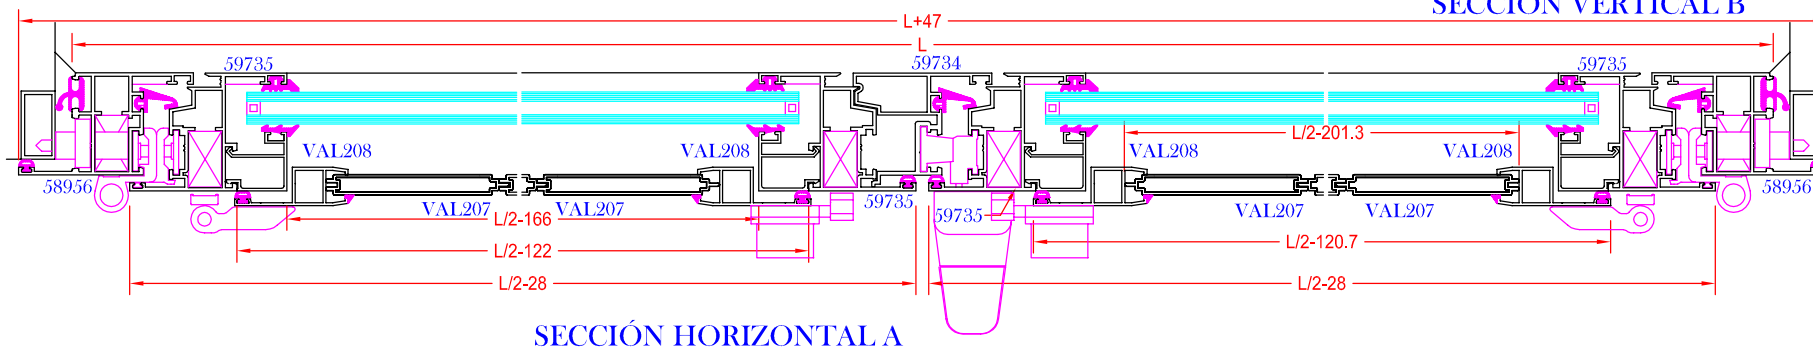 SECCIÓN VERTICAL B
L+47
L
59735
59734
59735
L/2-201.3
VAL208
VAL208
VAL208
VAL208
58956
58956
VAL207
VAL207
59735
59735
VAL207
VAL207
L/2-166
L/2-122
L/2-120.7
L/2-28
L/2-28
SECCIÓN HORIZONTAL A